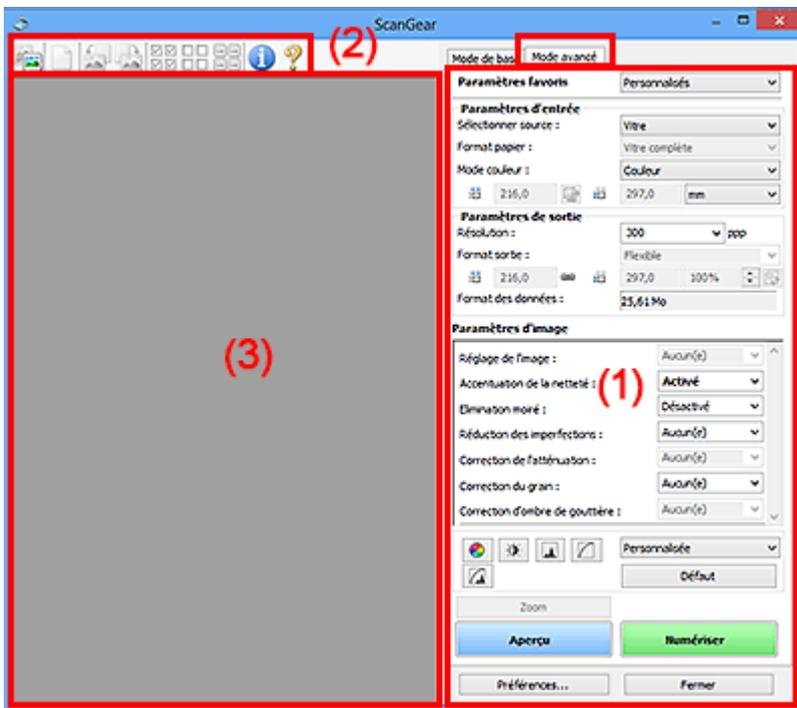 ScanGear
(2)
Mode de base Mode avancé
Paramètres favoris Personnalisés
Paramètres d'entrée
Sélectionner source : Vitre
Format papier : Vitre complète
Mode couleur : Couleur
216,0 297,0 mm
Paramètres de sortie
Résolution : 300 ppp
Format sortie : Flexible
216,0 297,0 100%
Format des données : 25,61 Mo
Paramètres d'image
(3)
Réglage de l'image : Aucun(e)
Accentuation de la netteté : Activé
(1)
Elimination moiré : Désactivé
Réduction des imperfections : Aucun(e)
Correction de l'atténuation : Aucun(e)
Correction du grain : Aucun(e)
Correction d'ombre de gouttière : Aucun(e)
Personnalisée
Défaut
Zoom
Aperçu Numériser
Préférences... Fermer